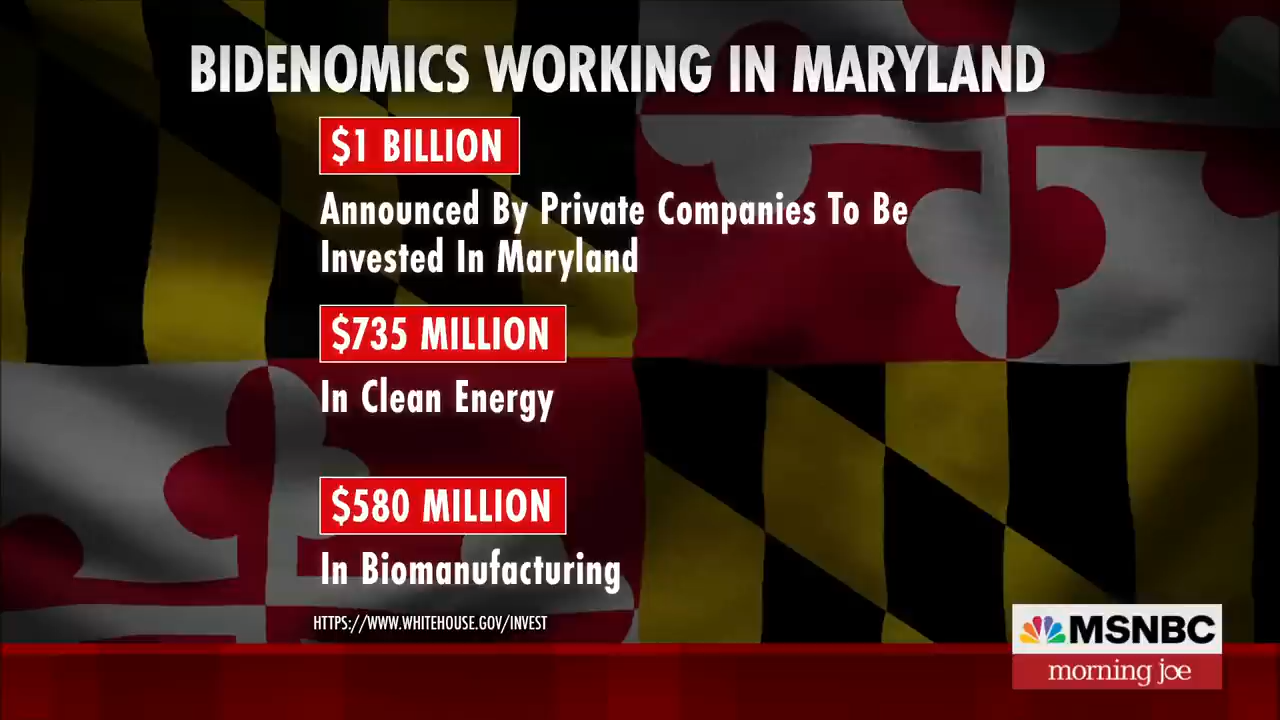 BIDENOMICS WORKING IN MARYLAND
$1 BILLION
Announced By Private Companies To Be
Invested In Maryland
$735 MILLION
In Clean Energy
$580 MILLION
In Biomanufacturing
HTTPS://WWW.WHITEHOUSE.GOV/INVEST
MSNBC
morning joe